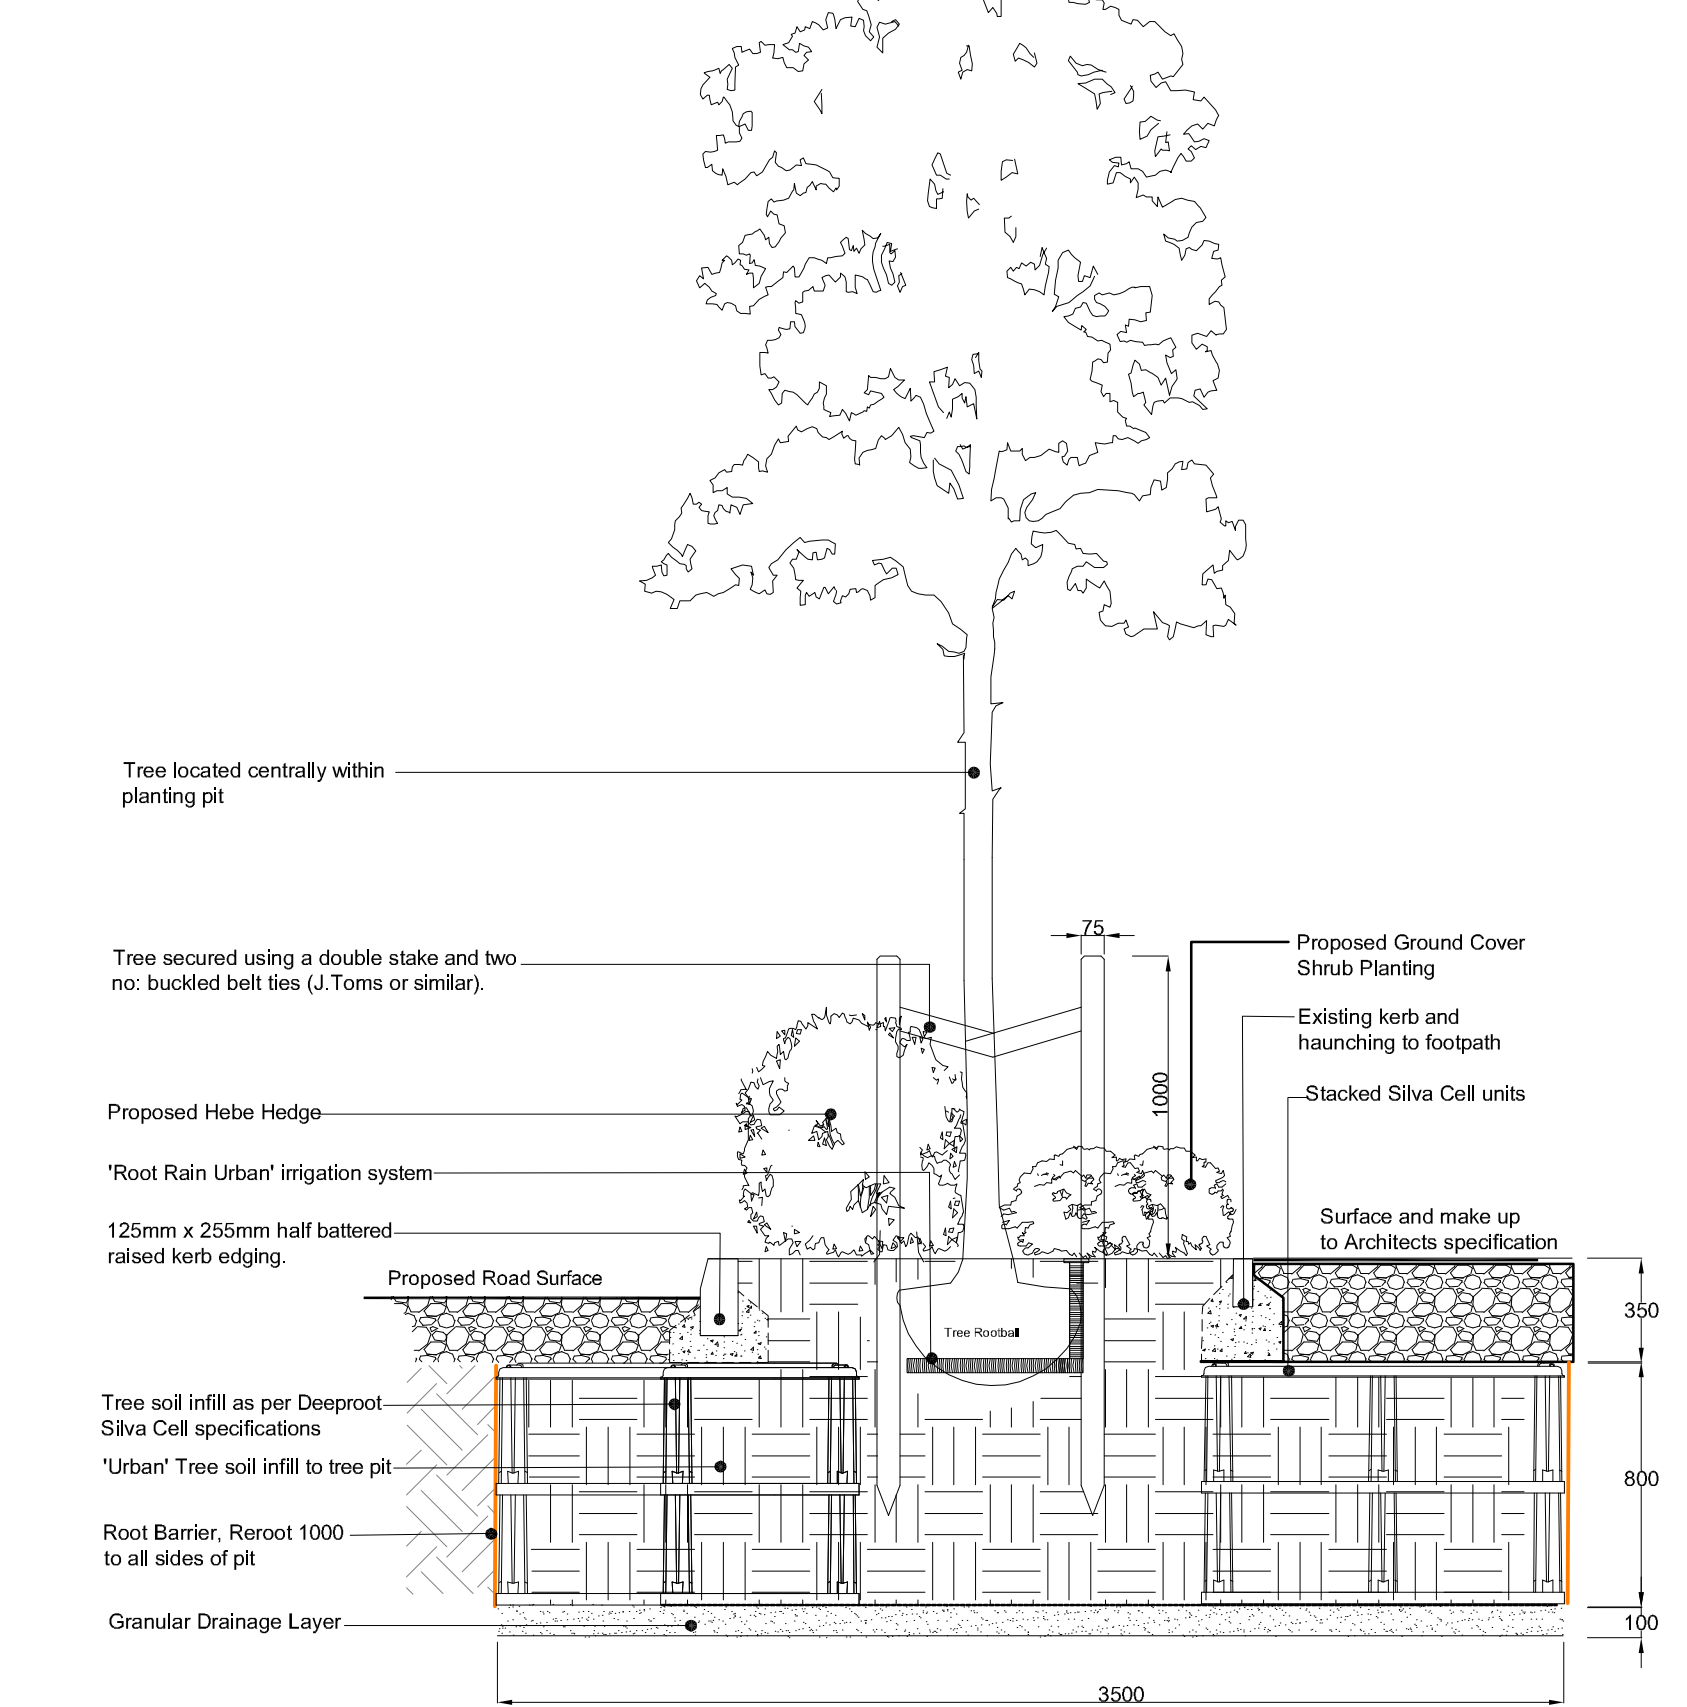 Tree located centrally within
planting pit
75
Tree secured using a double stake and two
no: buckled belt ties (J.Toms or similar).
Proposed Ground Cover
Shrub Planting
Existing kerb and
haunching to footpath
1000
Stacked Silva Cell units
Proposed Hebe Hedge
'Root Rain Urban' irrigation system
125mm x 255mm half battered
raised kerb edging.
Surface and make up
to Architects specification
Proposed Road Surface
350
Tree Rootball
Tree soil infill as per Deeproot
Silva Cell specifications
'Urban' Tree soil infill to tree pit
800
Root Barrier, Reroot 1000
to all sides of pit
Granular Drainage Layer
100
3500